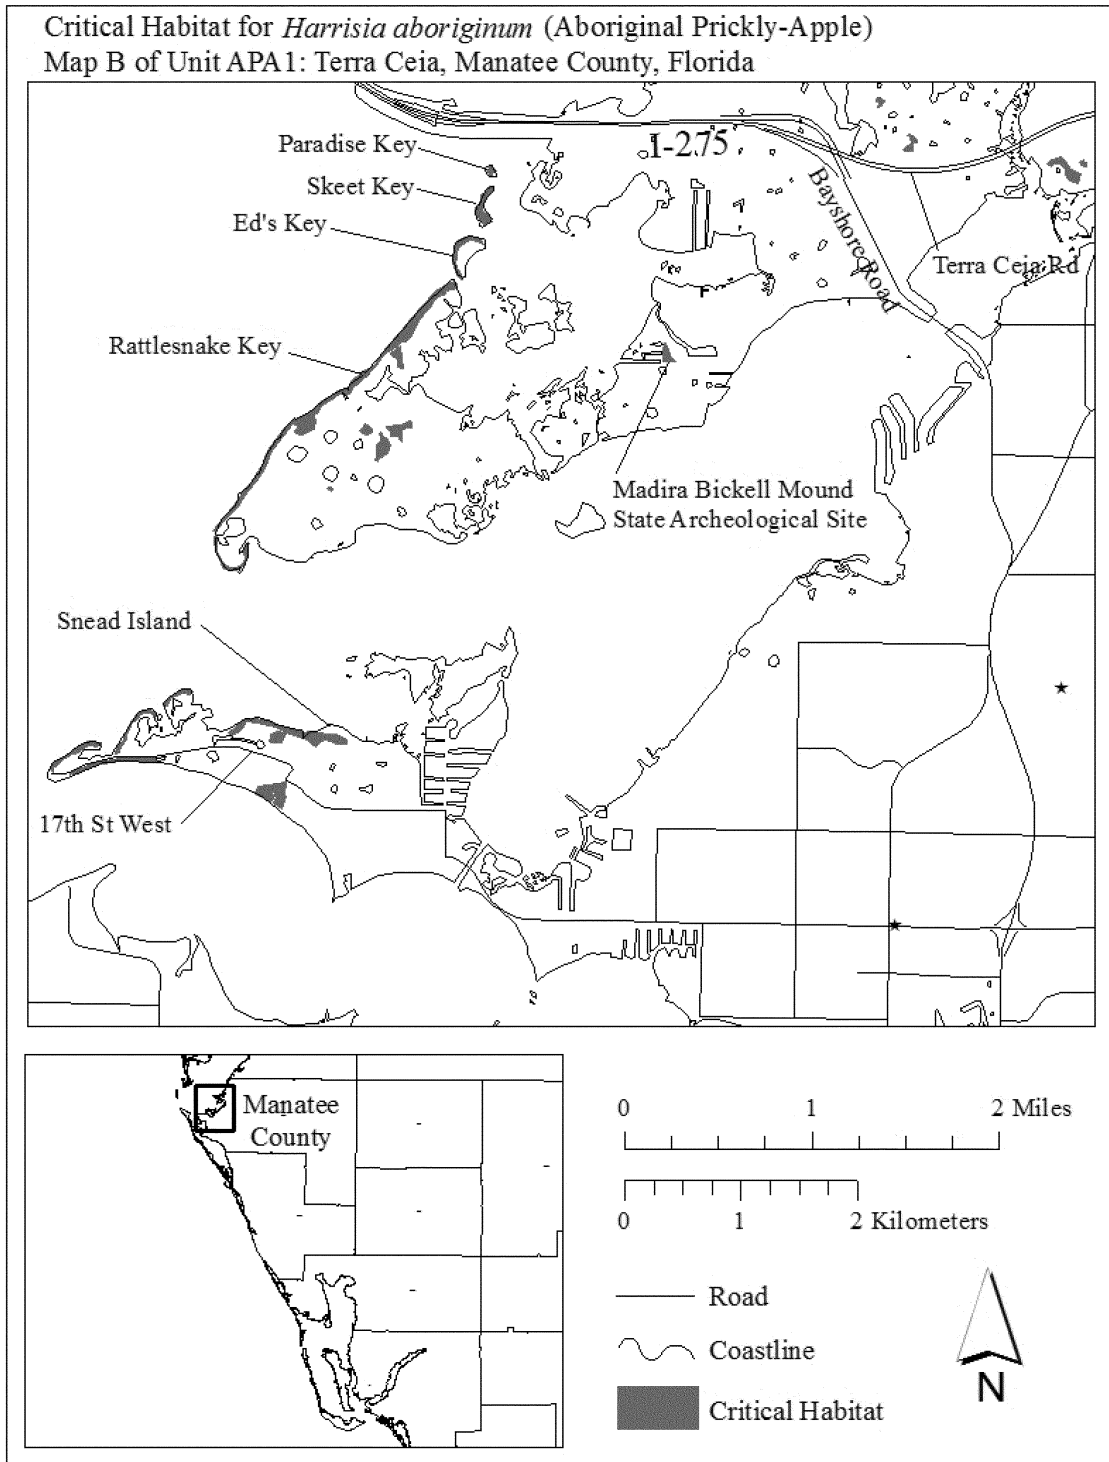 Critical Habitat for Harrisia aboriginum (Aboriginal Prickly-Apple)
Map B of Unit APA1: Terra Ceia, Manatee County, Florida
Paradise Key
Skeet Key
Ed's Key
Rattlesnake Key
I-275
Bayshore Road
Terra Ceia Rd
Madira Bickell Mound
State Archeological Site
Snead Island
17th St West
Manatee
County
0 1 2 Miles
0 1 2 Kilometers
Road
Coastline
Critical Habitat
N